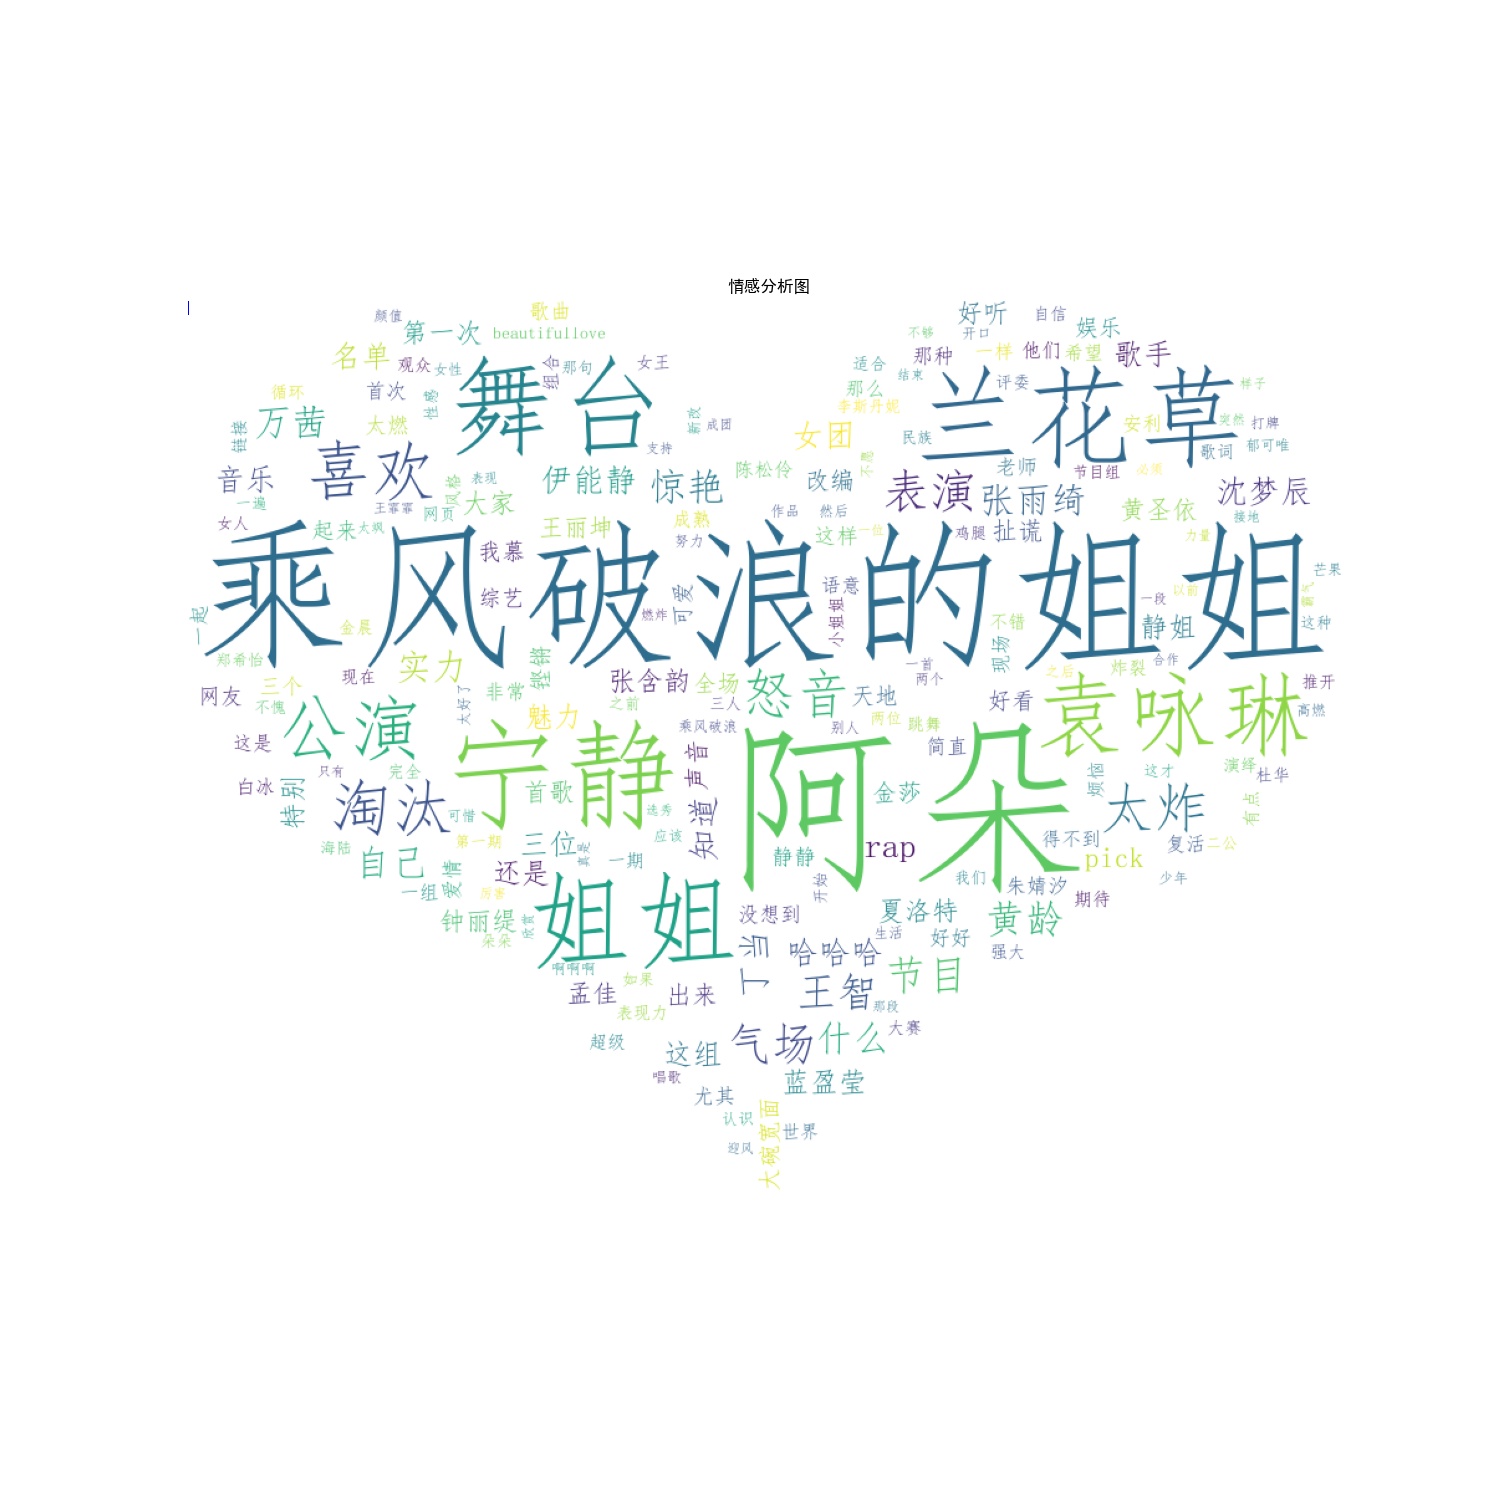 情感分析图
歌曲
颜值
第一次
beautifullove
好听
自信
娱乐
不够
开口
名单
观众
女性
组合
那句
女王
适合
那种
一样
他们
希望
歌手
舞台
兰花草
循环
首次
性感
那么
结束
评委
样子
李斯丹妮
万茜
太燃
链接
新改
成团
女团
民族
安利
突然
打牌
支持
歌词
郁可唯
喜欢
音乐
风格
表现
伊能静
惊艳
陈松伶
改编
不愿
老师
节目组
必须
表演
张雨绮
沈梦辰
一遍
王霏霏
网页
大家
黄圣依
女人
起来
太飒
王丽坤
成熟
作品
然后
接地
我慕
努力
这样
一位
鸡腿
扯谎
力量
乘风破浪的姐姐
综艺
燃炸
可爱
语意
小姐姐
芒果
一段
以前
霸气
一起
金晨
不错
静姐
这种
郑希怡
实力
铿锵
现场
一首
合作
现在
张含韵
全场
怒音
天地
两个
之后
炸裂
网友
三个
非常
好看
推开
不愧
太好了
魅力
之前
三人
乘风破浪
别人
两位
跳舞
袁咏琳
高燃
公演
宁静
阿朵
这是
简直
声音
只有
完全
烦恼
这才
演绎
杜华
白冰
特别
首歌
金莎
淘汰
可惜
选秀
知道
太炸
有点
海陆
第一期
三位
真是
应该
rap
得不到
复活
二公
自己
爱情
一期
静静
pick
还是
一组
厉害
开始
我们
朱婧汐
少年
期待
钟丽缇
欣赏
姐姐
没想到
夏洛特
黄龄
朵朵
生活
好好
丁当
哈哈哈
强大
啊啊啊
如果
节目
孟佳
出来
王智
那段
表现力
气场
什么
大赛
超级
这组
唱歌
蓝盈莹
尤其
认识
大碗宽面
世界
迎风